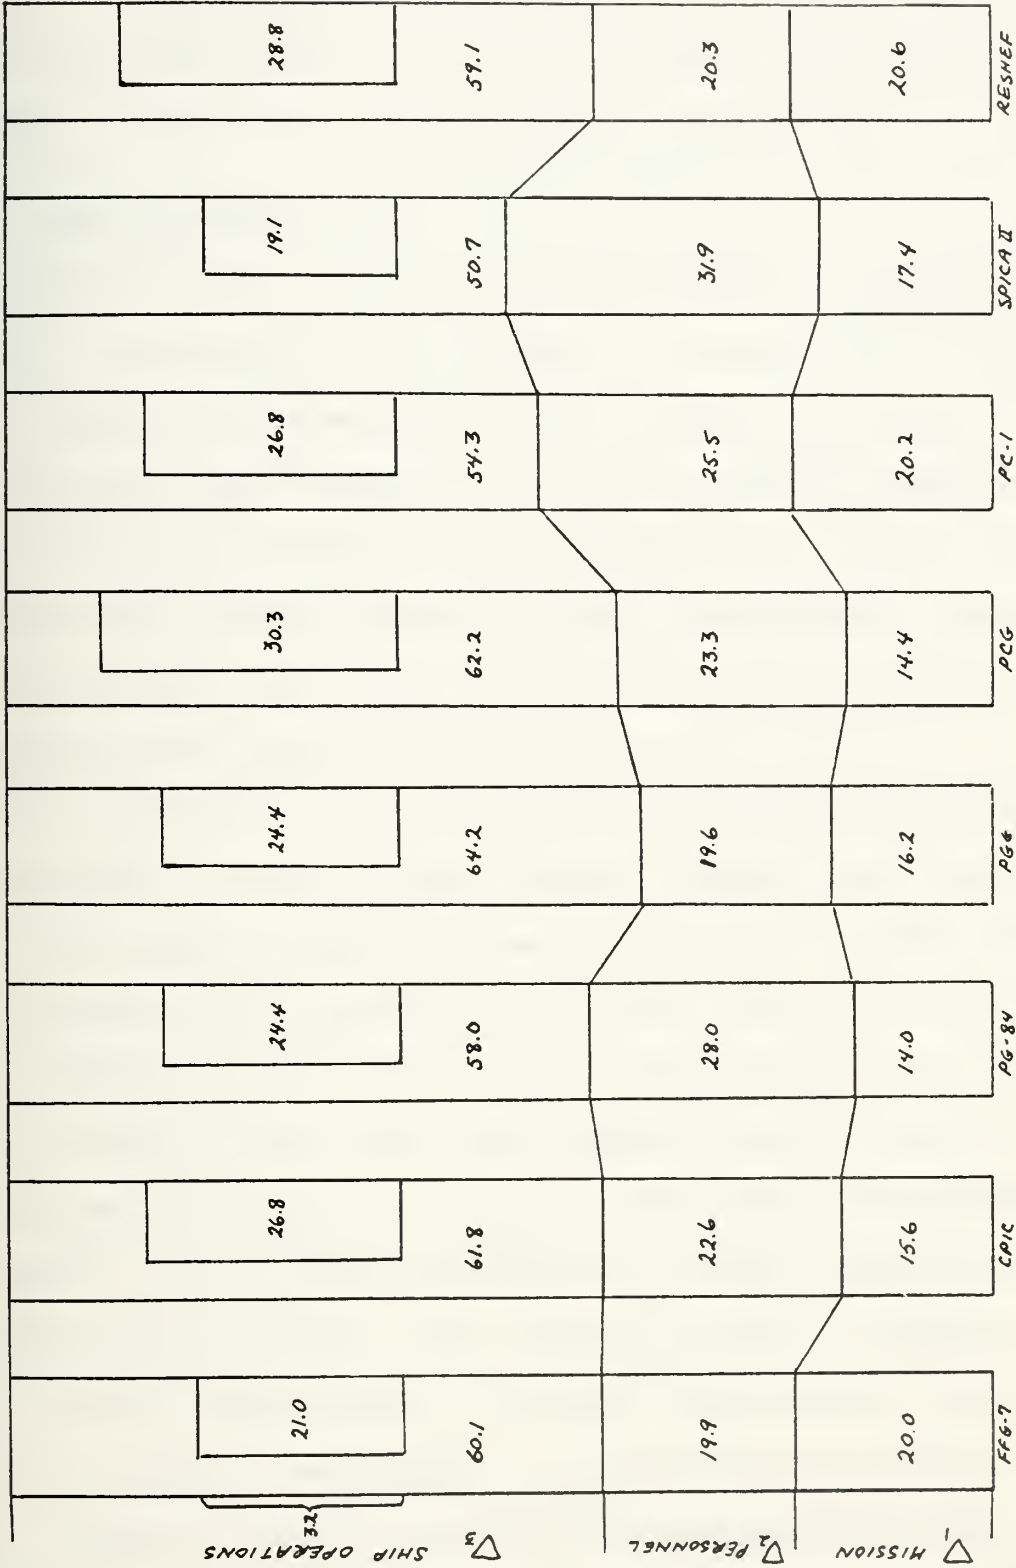 SHIP OPERATIONS
3.2 21.0 26.8 24.4 24.4 30.3 26.8 19.1 28.8
∇3 60.1 61.8 58.0 64.2 62.2 54.3 50.7 59.1
∇2 PERSONNEL 19.9 22.6 28.0 19.6 23.3 25.5 31.9 20.3
∇1 MISSION 20.0 15.6 14.0 16.2 14.4 20.2 17.4 20.6
FFG-7 CPIC PG-84 PGG PCG PC-1 SPICA II RESHEF